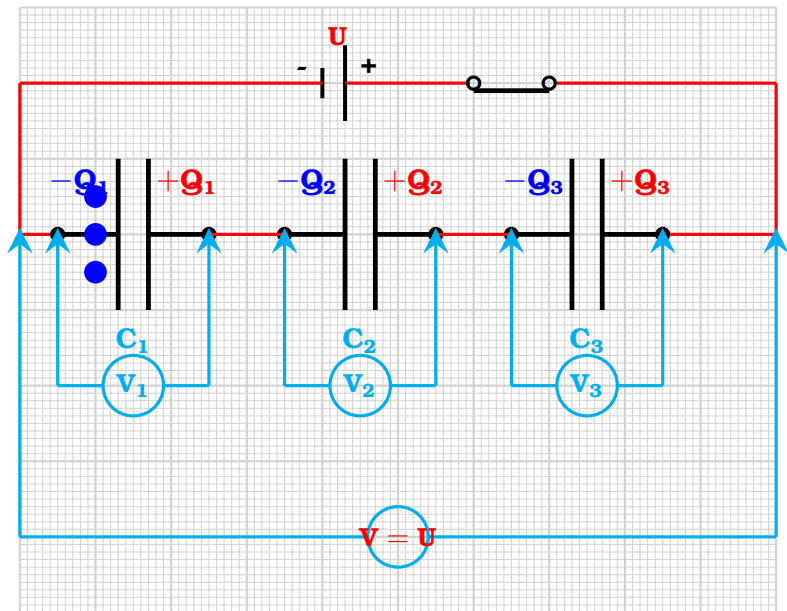 U
- +
−Q₁ +Q₁ −Q₂ +Q₂ −Q₃ +Q₃
C₁ C₂ C₃
V₁ V₂ V₃
V = U